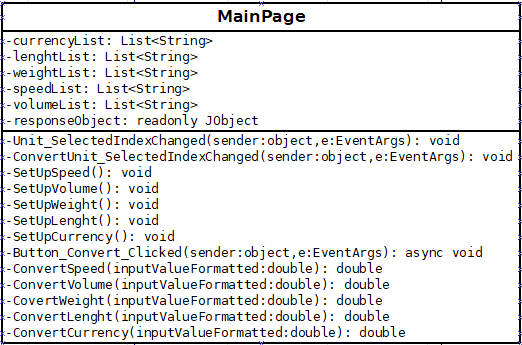 MainPage
-currencyList: List<String>
-lenghtList: List<String>
-weightList: List<String>
-speedList: List<String>
-volumeList: List<String>
-responseObject: readonly JObject
-Unit_SelectedIndexChanged(sender:object,e:EventArgs): void
-ConvertUnit_SelectedIndexChanged(sender:object,e:EventArgs): void
-SetUpSpeed(): void
-SetUpVolume(): void
-SetUpWeight(): void
-SetUpLenght(): void
-SetUpCurrency(): void
-Button_Convert_Clicked(sender:object,e:EventArgs): async void
-ConvertSpeed(inputValueFormatted:double): double
-ConvertVolume(inputValueFormatted:double): double
-CovertWeight(inputValueFormatted:double): double
-ConvertLenght(inputValueFormatted:double): double
-ConvertCurrency(inputValueFormatted:double): double